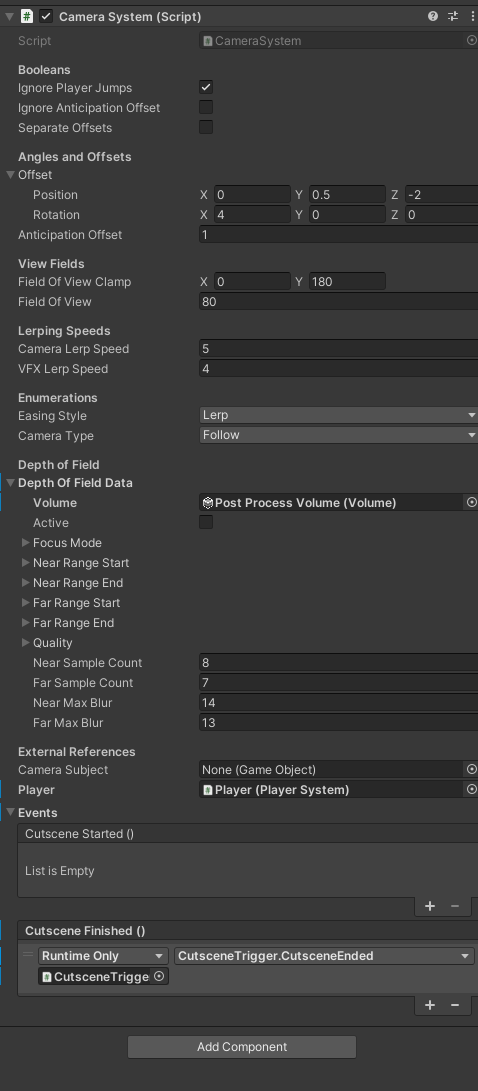 Camera System (Script)
Script CameraSystem
Booleans
Ignore Player Jumps
Ignore Anticipation Offset
Separate Offsets
Angles and Offsets
Offset
Position X 0 Y 0.5 Z -2
Rotation X 4 Y 0 Z 0
Anticipation Offset 1
View Fields
Field Of View Clamp X 0 Y 180
Field Of View 80
Lerping Speeds
Camera Lerp Speed 5
VFX Lerp Speed 4
Enumerations
Easing Style Lerp
Camera Type Follow
Depth of Field
Depth Of Field Data
Volume Post Process Volume (Volume)
Active
Focus Mode
Near Range Start
Near Range End
Far Range Start
Far Range End
Quality
Near Sample Count 8
Far Sample Count 7
Near Max Blur 14
Far Max Blur 13
External References
Camera Subject None (Game Object)
Player Player (Player System)
Events
Cutscene Started ()
List is Empty
+ −
Cutscene Finished ()
Runtime Only CutsceneTrigger.CutsceneEnded
CutsceneTrigge
+ −
Add Component